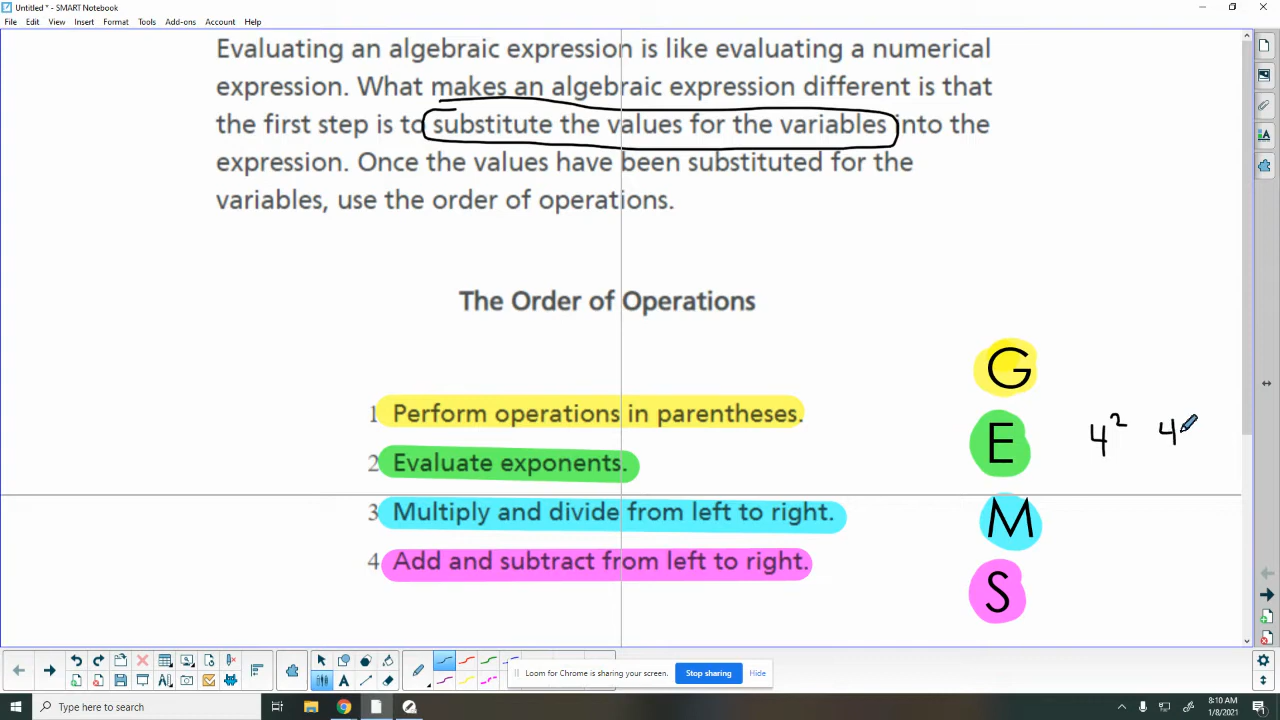 Untitled * - SMART Notebook
File Edit View Insert Format Tools Add-ons Account Help
Evaluating an algebraic expression is like evaluating a numerical
expression. What makes an algebraic expression different is that
the first step is to substitute the values for the variables into the
expression. Once the values have been substituted for the
variables, use the order of operations.
The Order of Operations
1 Perform operations in parentheses.
2 Evaluate exponents.
3 Multiply and divide from left to right.
4 Add and subtract from left to right.
G
E 4² 4
M
S
Loom for Chrome is sharing your screen. Stop sharing Hide
Type here to search
8:10 AM
1/8/2021